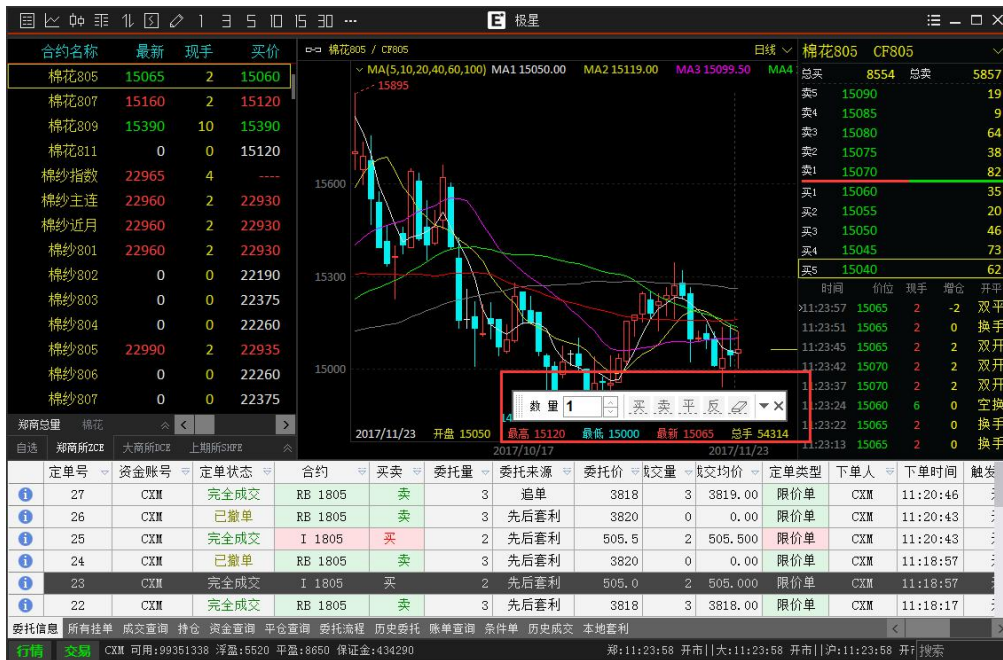 1 3 5 10 15 30 ··· 极星
合约名称 最新 现手 买价
棉花805 15065 2 15060
棉花807 15160 2 15120
棉花809 15390 10 15390
棉花811 0 0 15120
棉纱指数 22965 4 ----
棉纱主连 22960 2 22930
棉纱近月 22960 2 22930
棉纱801 22960 2 22930
棉纱802 0 0 22190
棉纱803 0 0 22375
棉纱804 0 0 22260
棉纱805 22990 2 22935
棉纱806 0 0 22260
棉纱807 0 0 22375
郑商总量 棉花
自选 郑商所ZCE 大商所DCE 上期所SHFE
棉花805 / CF805 日线
MA(5,10,20,40,60,100) MA1 15050.00 MA2 15119.00 MA3 15099.50 MA4
15895
15600
15300
15000
数量 1 买 卖 平 反
2017/11/23 开盘 15050 最高 15120 最低 15000 最新 15065 总手 54314
2017/10/17 2017/11/23
棉花805 CF805
总买 8554 总卖 5857
卖5 15090 19
卖4 15085 9
卖3 15080 64
卖2 15075 38
卖1 15070 82
买1 15060 35
买2 15055 20
买3 15050 46
买4 15045 73
买5 15040 62
时间 价位 现手 增仓 开平
11:23:57 15065 2 -2 双平
11:23:51 15065 2 0 换手
11:23:45 15065 2 2 双开
11:23:42 15070 2 2 双开
11:23:37 15070 2 2 双开
11:23:24 15060 6 0 空换
11:23:22 15065 2 0 换手
11:23:13 15065 2 0 换手
定单号 资金账号 定单状态 合约 买卖 委托量 委托来源 委托价 成交量 成交均价 定单类型 下单人 下单时间 触发
27 CXM 完全成交 RB 1805 卖 3 追单 3818 3 3819.00 限价单 CXM 11:20:46
26 CXM 已撤单 RB 1805 卖 3 先后套利 3820 0 0.00 限价单 CXM 11:20:43
25 CXM 完全成交 I 1805 买 2 先后套利 505.5 2 505.500 限价单 CXM 11:20:43
24 CXM 已撤单 RB 1805 卖 3 先后套利 3820 0 0.00 限价单 CXM 11:18:57
23 CXM 完全成交 I 1805 买 2 先后套利 505.0 2 505.000 限价单 CXM 11:18:57
22 CXM 完全成交 RB 1805 卖 3 先后套利 3818 3 3818.00 限价单 CXM 11:18:17
委托信息 所有挂单 成交查询 持仓 资金查询 平仓查询 委托流程 历史委托 账单查询 条件单 历史成交 本地套利
行情 交易 CXM 可用:99351338 浮盈:5520 平盈:8650 保证金:434290 郑:11:23:58 开市||大:11:23:58 开市||沪:11:23:58 开 搜索